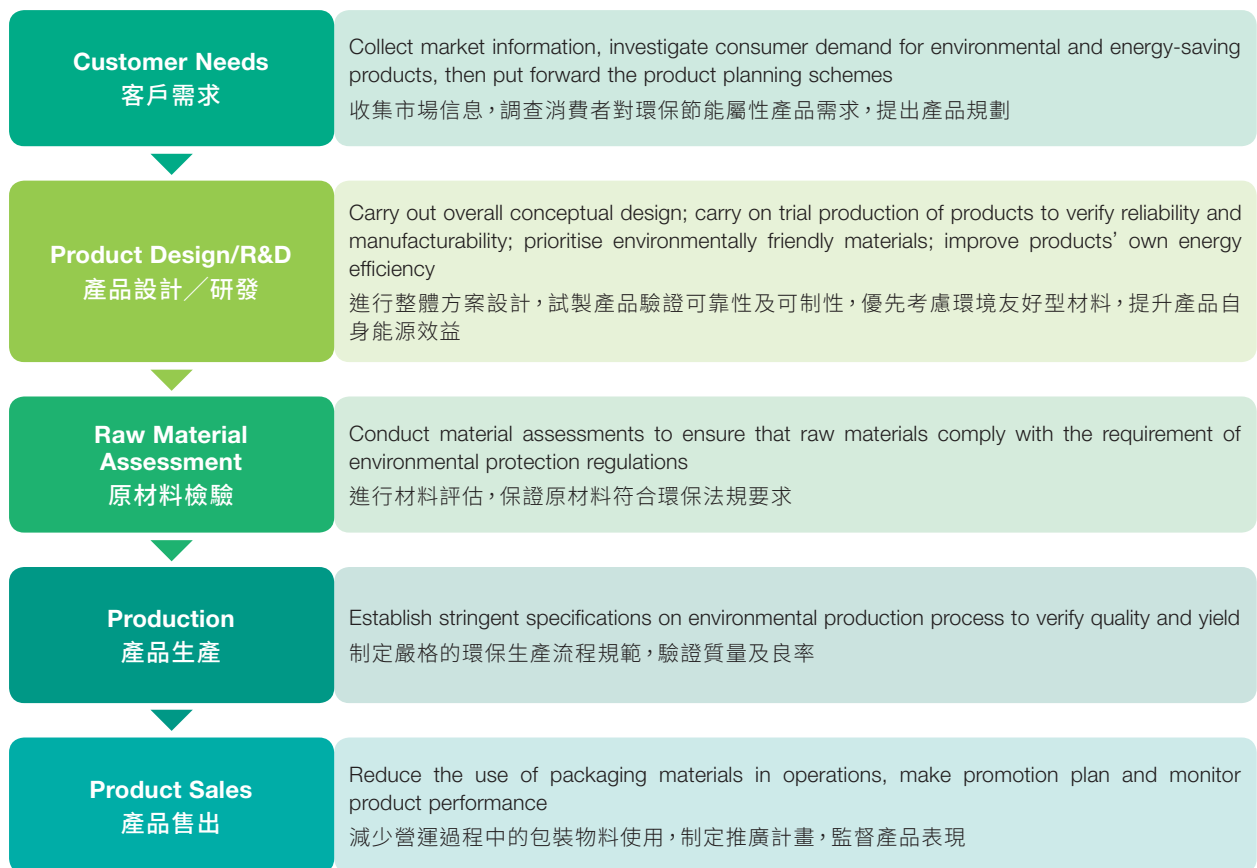 Customer Needs
客戶需求
Collect market information, investigate consumer demand for environmental and energy-saving
products, then put forward the product planning schemes
收集市場信息，調查消費者對環保節能屬性產品需求，提出產品規劃
Product Design/R&D
產品設計／研發
Carry out overall conceptual design; carry on trial production of products to verify reliability and
manufacturability; prioritise environmentally friendly materials; improve products’ own energy
efficiency
進行整體方案設計，試製產品驗證可靠性及可制性，優先考慮環境友好型材料，提升產品自
身能源效益
Raw Material
Assessment
原材料檢驗
Conduct material assessments to ensure that raw materials comply with the requirement of
environmental protection regulations
進行材料評估，保證原材料符合環保法規要求
Production
產品生產
Establish stringent specifications on environmental production process to verify quality and yield
制定嚴格的環保生產流程規範，驗證質量及良率
Product Sales
產品售出
Reduce the use of packaging materials in operations, make promotion plan and monitor
product performance
減少營運過程中的包裝物料使用，制定推廣計畫，監督產品表現